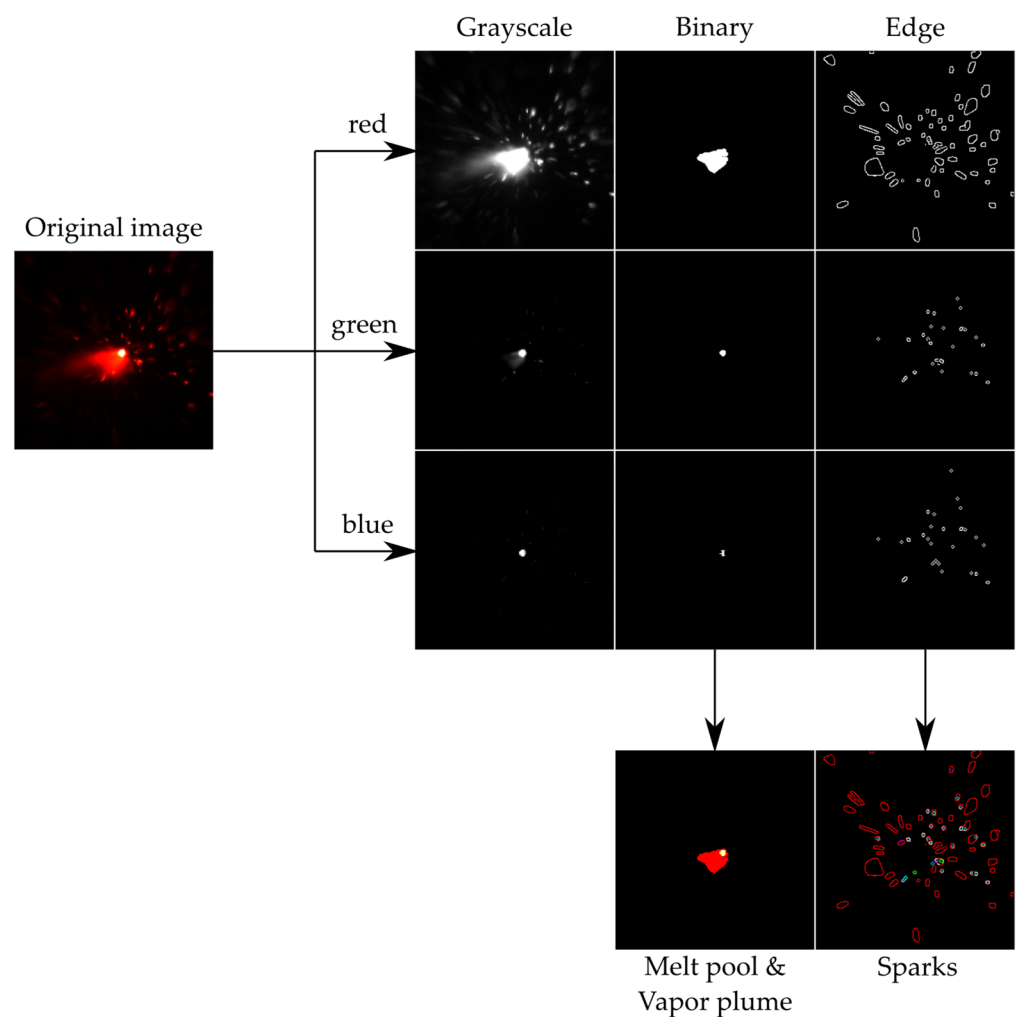 Grayscale
Binary
Edge
red
Original image
green
blue
Melt pool &
Vapor plume
Sparks